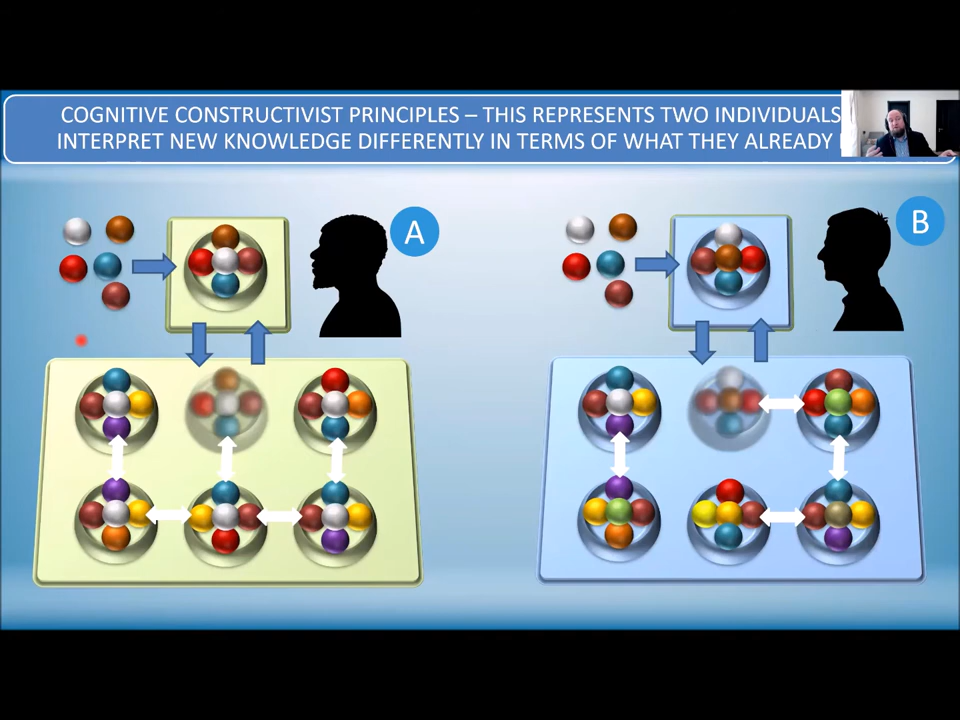 COGNITIVE CONSTRUCTIVIST PRINCIPLES – THIS REPRESENTS TWO INDIVIDUALS
INTERPRET NEW KNOWLEDGE DIFFERENTLY IN TERMS OF WHAT THEY ALREADY
A
B